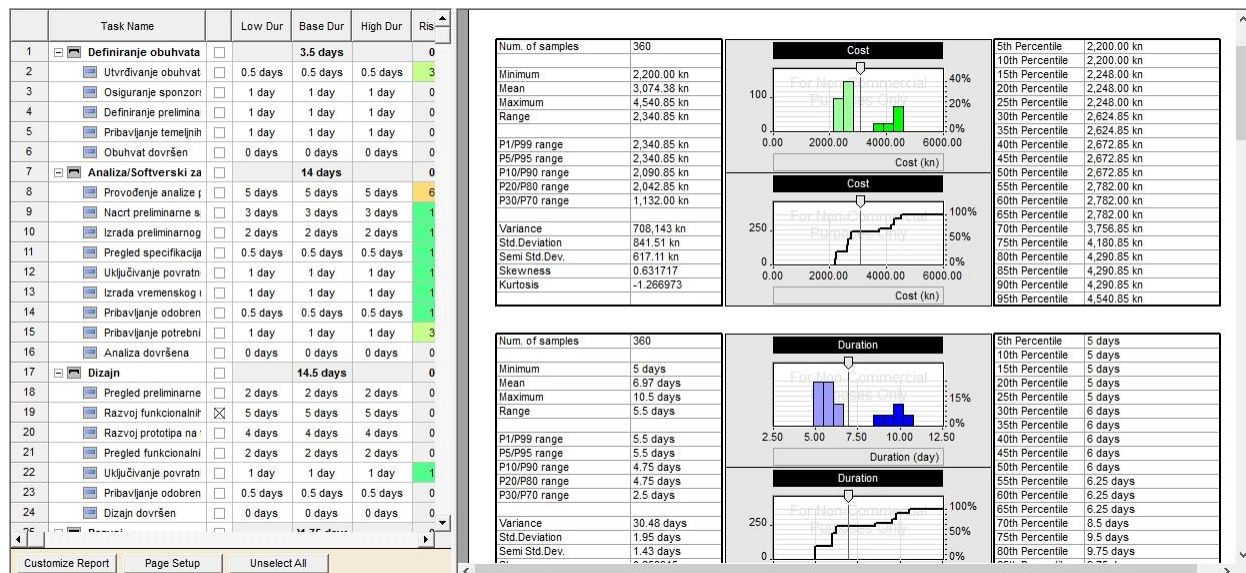 Task Name Low Dur Base Dur High Dur Ris
1 Definiranje obuhvata 3.5 days 0
2 Utvrđivanje obuhvat 0.5 days 0.5 days 0.5 days 3
3 Osiguranje sponzors 1 day 1 day 1 day 0
4 Definiranje prelimina 1 day 1 day 1 day 0
5 Pribavljanje temeljnih 1 day 1 day 1 day 0
6 Obuhvat dovršen 0 days 0 days 0 days 0
7 Analiza/Softverski za 14 days 0
8 Provođenje analize p 5 days 5 days 5 days 6
9 Nacrt preliminarne s 3 days 3 days 3 days 1
10 Izrada preliminarnog 2 days 2 days 2 days 1
11 Pregled specifikacija 0.5 days 0.5 days 0.5 days 1
12 Uključivanje povratn 1 day 1 day 1 day 1
13 Izrada vremenskog 1 day 1 day 1 day 1
14 Pribavljanje odobren 0.5 days 0.5 days 0.5 days 1
15 Pribavljanje potrebni 1 day 1 day 1 day 3
16 Analiza dovršena 0 days 0 days 0 days 0
17 Dizajn 14.5 days 0
18 Pregled preliminarne 2 days 2 days 2 days 0
19 Razvoj funkcionalnih 5 days 5 days 5 days 0
20 Razvoj prototipa na 4 days 4 days 4 days 0
21 Pregled funkcionalni 2 days 2 days 2 days 0
22 Uključivanje povratn 1 day 1 day 1 day 1
23 Pribavljanje odobren 0.5 days 0.5 days 0.5 days 0
24 Dizajn dovršen 0 days 0 days 0 days 0
Customize Report Page Setup Unselect All
Num. of samples 360
Minimum 2,200.00 kn
Mean 3,074.38 kn
Maximum 4,540.85 kn
Range 2,340.85 kn
P1/P99 range 2,340.85 kn
P5/P95 range 2,340.85 kn
P10/P90 range 2,090.85 kn
P20/P80 range 2,042.85 kn
P30/P70 range 1,132.00 kn
Variance 708,143 kn
Std.Deviation 841.51 kn
Semi Std.Dev. 617.11 kn
Skewness 0.631717
Kurtosis -1.266973
Cost
For Non-Commercial
Purposes Only
100
0
40%
20%
0%
0.00 2000.00 4000.00 6000.00
Cost (kn)
Cost
For Non-Commercial
Purposes Only
250
0
100%
50%
0%
0.00 2000.00 4000.00 6000.00
Cost (kn)
5th Percentile 2,200.00 kn
10th Percentile 2,200.00 kn
15th Percentile 2,248.00 kn
20th Percentile 2,248.00 kn
25th Percentile 2,248.00 kn
30th Percentile 2,624.85 kn
35th Percentile 2,624.85 kn
40th Percentile 2,672.85 kn
45th Percentile 2,672.85 kn
50th Percentile 2,672.85 kn
55th Percentile 2,782.00 kn
60th Percentile 2,782.00 kn
65th Percentile 2,782.00 kn
70th Percentile 3,756.85 kn
75th Percentile 4,180.85 kn
80th Percentile 4,290.85 kn
85th Percentile 4,290.85 kn
90th Percentile 4,290.85 kn
95th Percentile 4,540.85 kn
Num. of samples 360
Minimum 5 days
Mean 6.97 days
Maximum 10.5 days
Range 5.5 days
P1/P99 range 5.5 days
P5/P95 range 5.5 days
P10/P90 range 4.75 days
P20/P80 range 4.75 days
P30/P70 range 2.5 days
Variance 30.48 days
Std.Deviation 1.95 days
Semi Std.Dev. 1.43 days
Duration
For Non-Commercial
Purposes Only
15%
0%
2.50 5.00 7.50 10.00 12.50
Duration (day)
Duration
For Non-Commercial
Purposes Only
250
0
100%
50%
0%
5th Percentile 5 days
10th Percentile 5 days
15th Percentile 5 days
20th Percentile 5 days
25th Percentile 5 days
30th Percentile 6 days
35th Percentile 6 days
40th Percentile 6 days
45th Percentile 6 days
50th Percentile 6 days
55th Percentile 6.25 days
60th Percentile 6.25 days
65th Percentile 6.25 days
70th Percentile 8.5 days
75th Percentile 9.5 days
80th Percentile 9.75 days